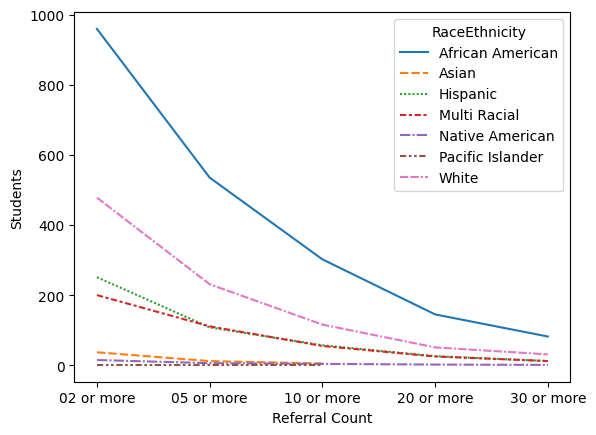 1000
800
600
400
200
0
Students
RaceEthnicity
African American
Asian
Hispanic
Multi Racial
Native American
Pacific Islander
White
02 or more 05 or more 10 or more 20 or more 30 or more
Referral Count